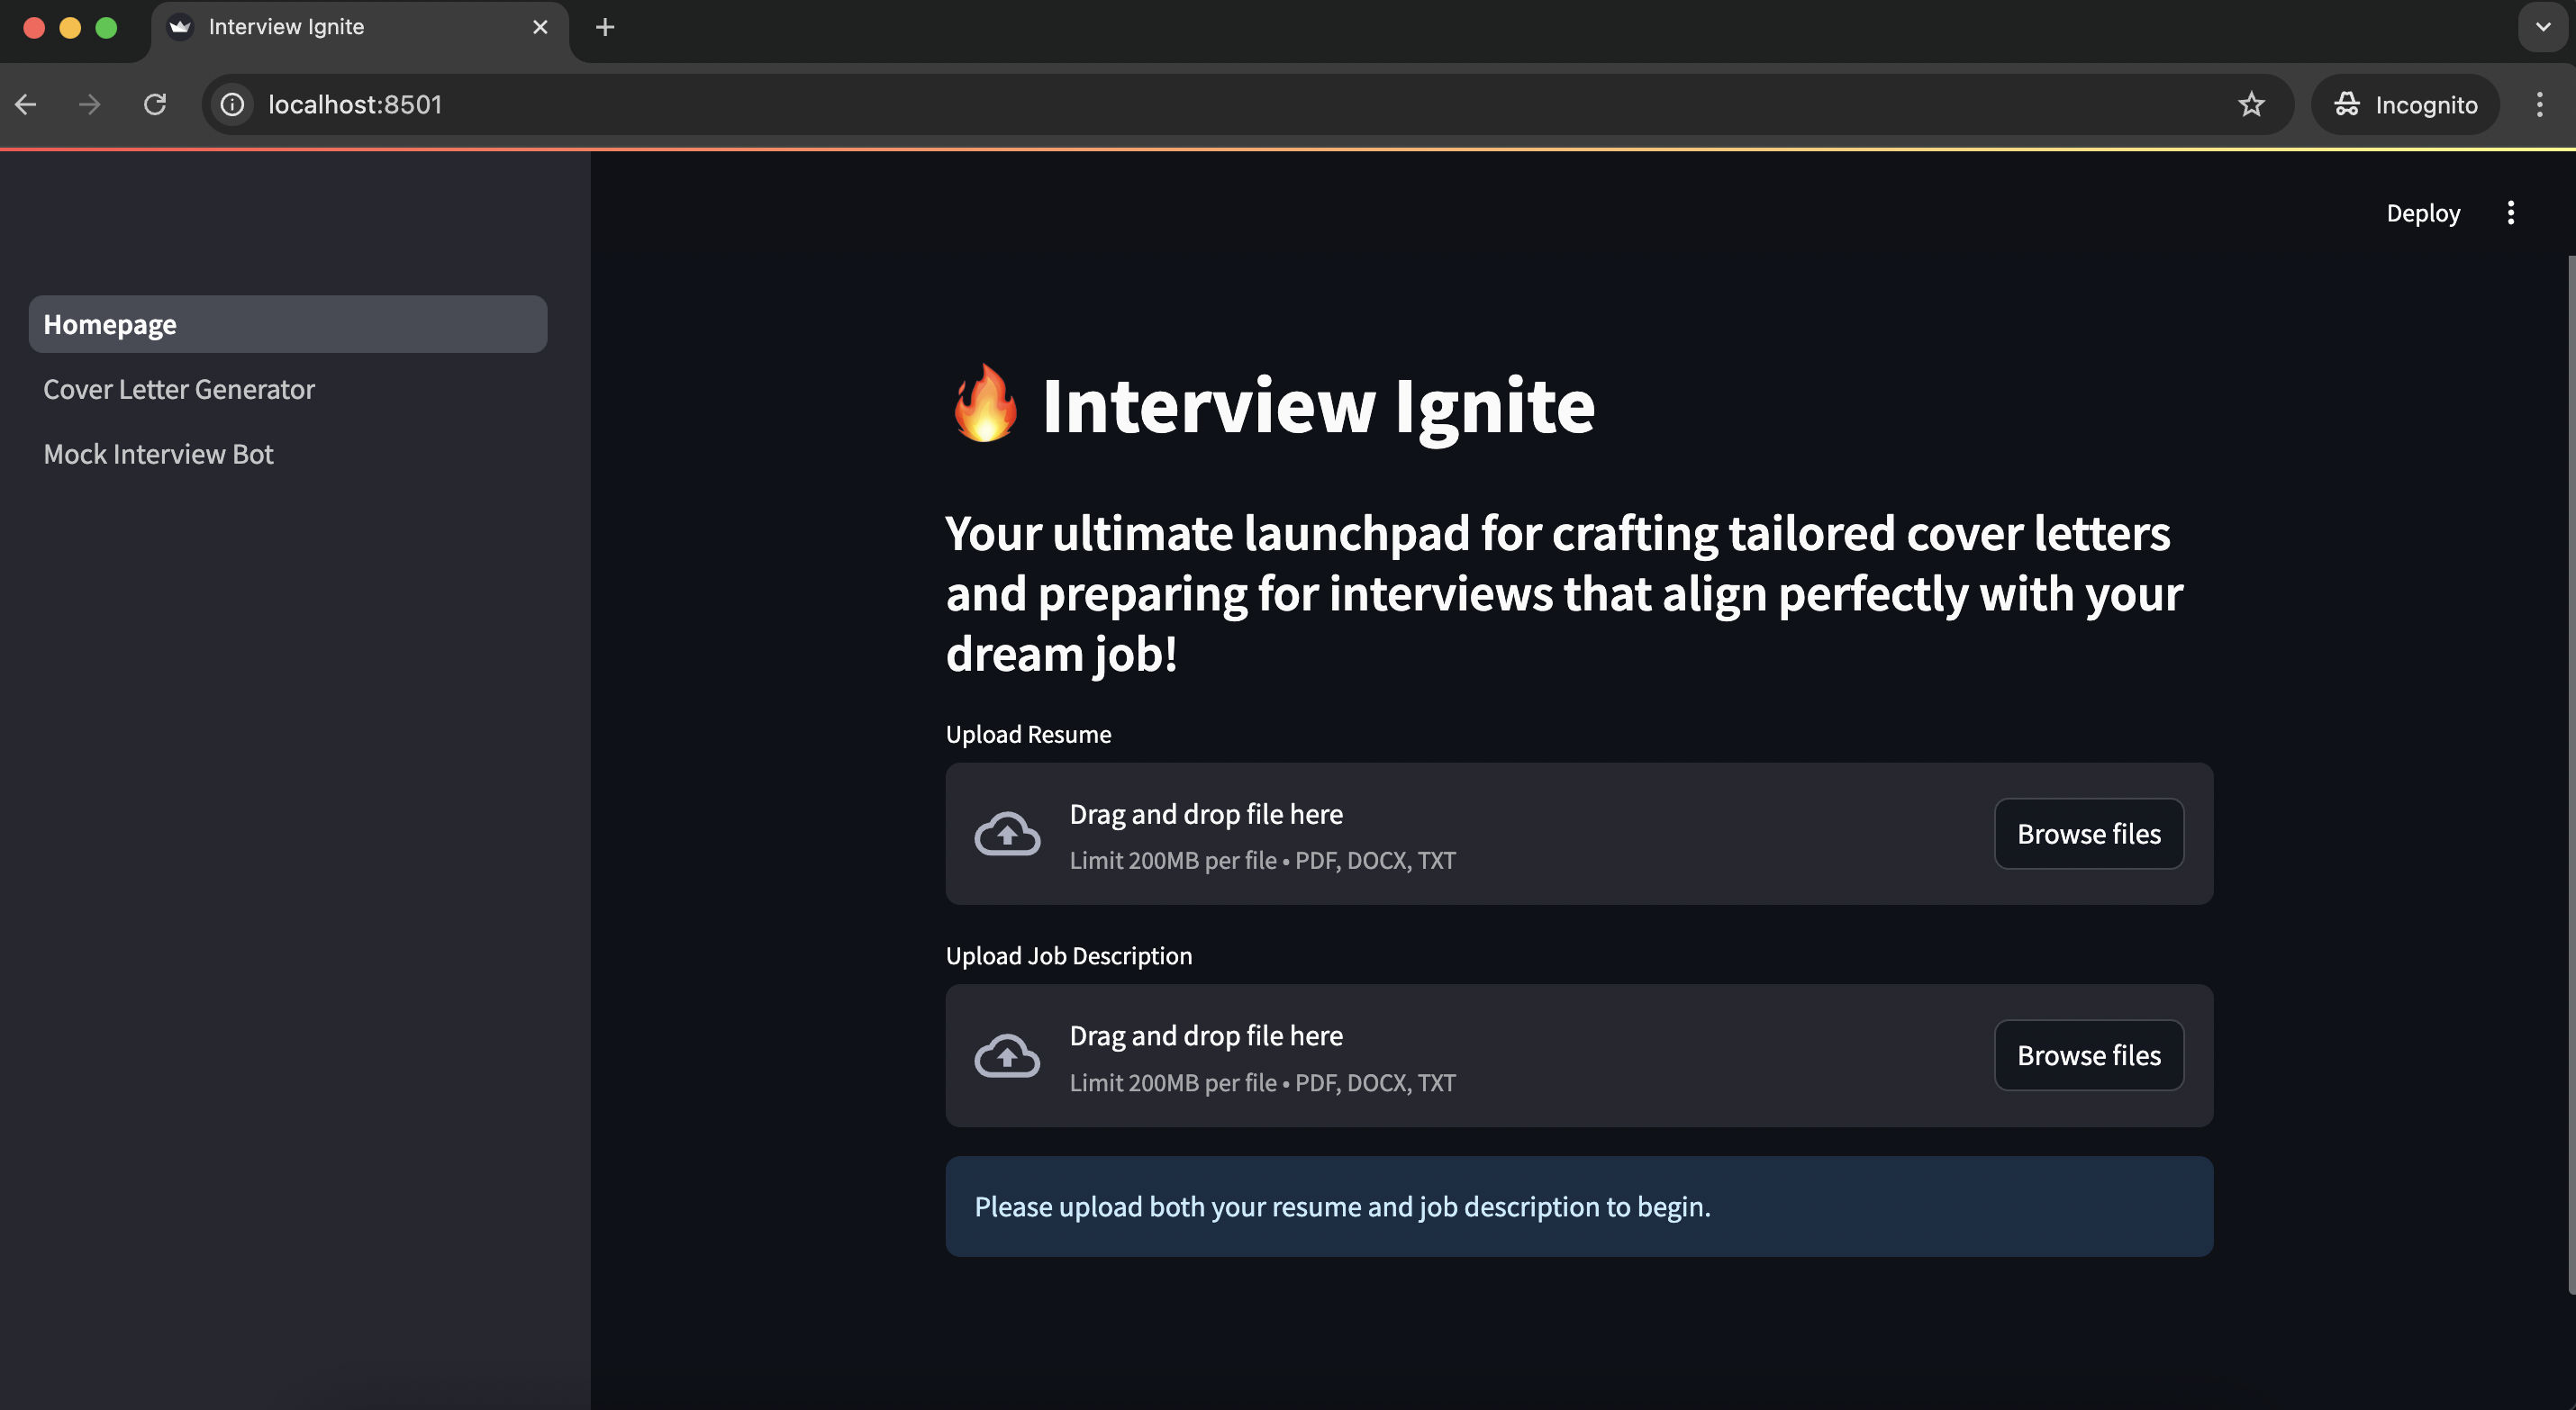 Interview Ignite
localhost:8501
Incognito
Deploy
Homepage
Cover Letter Generator
Mock Interview Bot
Interview Ignite
Your ultimate launchpad for crafting tailored cover letters
and preparing for interviews that align perfectly with your
dream job!
Upload Resume
Drag and drop file here
Limit 200MB per file • PDF, DOCX, TXT
Browse files
Upload Job Description
Drag and drop file here
Limit 200MB per file • PDF, DOCX, TXT
Browse files
Please upload both your resume and job description to begin.